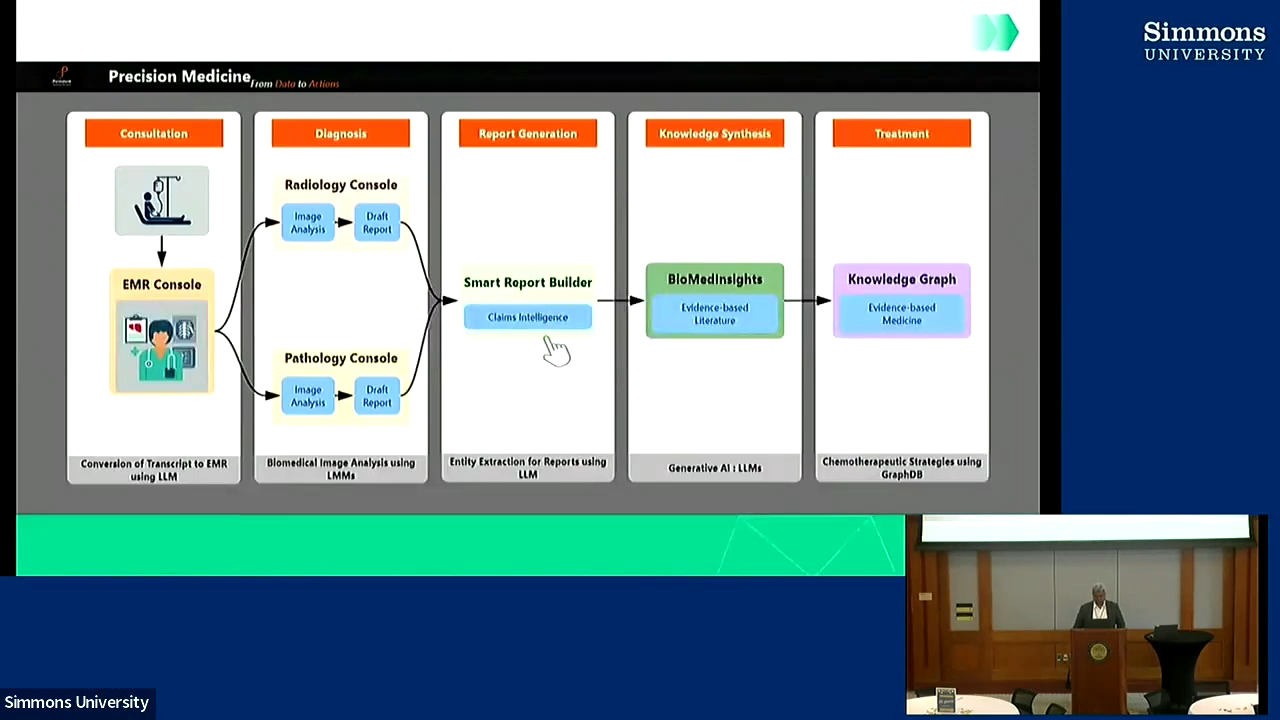 Simmons
UNIVERSITY
Precision Medicine
From Data to Actions
Consultation
EMR Console
Conversion of Transcript to EMR
using LLM
Diagnosis
Radiology Console
Image
Analysis
Draft
Report
Pathology Console
Image
Analysis
Draft
Report
Biomedical Image Analysis using
LMMs
Report Generation
Smart Report Builder
Claims Intelligence
Entity Extraction for Reports using
LLM
Knowledge Synthesis
BioMedInsights
Evidence-based
Literature
Generative AI : LLMs
Treatment
Knowledge Graph
Evidence-based
Medicine
Chemotherapeutic Strategies using
GraphDB
Simmons University